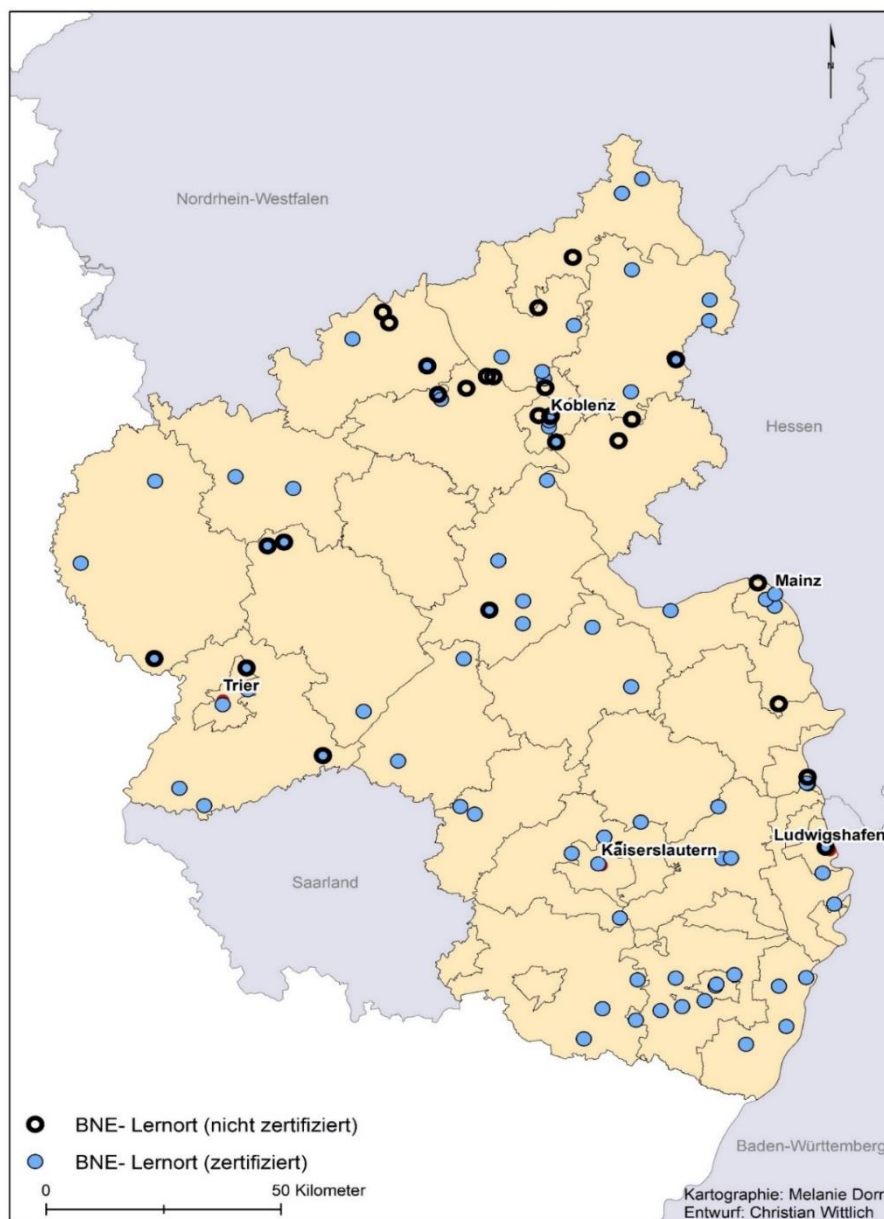 N
Nordrhein-Westfalen
Koblenz
Hessen
Mainz
Trier
Ludwigshafen
Kaiserslautern
Saarland
BNE- Lernort (nicht zertifiziert)
BNE- Lernort (zertifiziert)
Baden-Württemberg
0 50 Kilometer
Kartographie: Melanie Dorn
Entwurf: Christian Wittlich